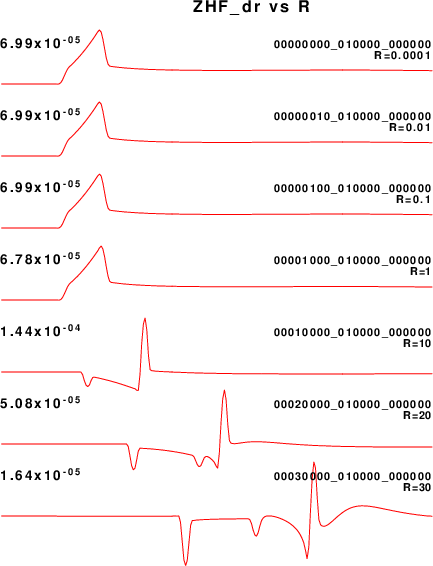 ZHF_dr vs R
6.99x10-05 00000000_010000_000000
R=0.0001
6.99x10-05 00000010_010000_000000
R=0.01
6.99x10-05 00000100_010000_000000
R=0.1
6.78x10-05 00001000_010000_000000
R=1
1.44x10-04 00010000_010000_000000
R=10
5.08x10-05 00020000_010000_000000
R=20
1.64x10-05 00030000_010000_000000
R=30